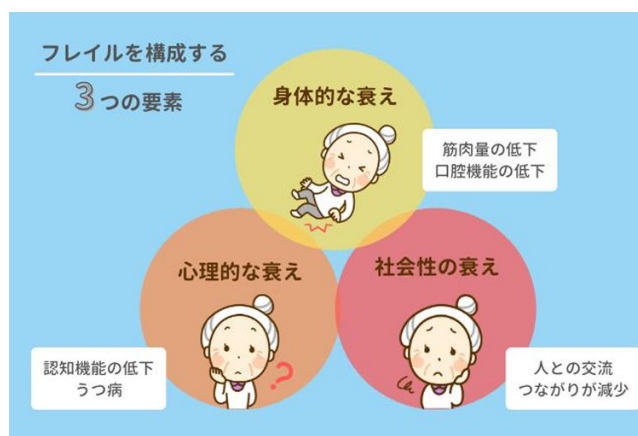 フレイルを構成する
3つの要素
身体的な衰え
筋肉量の低下
口腔機能の低下
心理的な衰え
社会性の衰え
?
認知機能の低下
うつ病
人との交流
つながりが減少